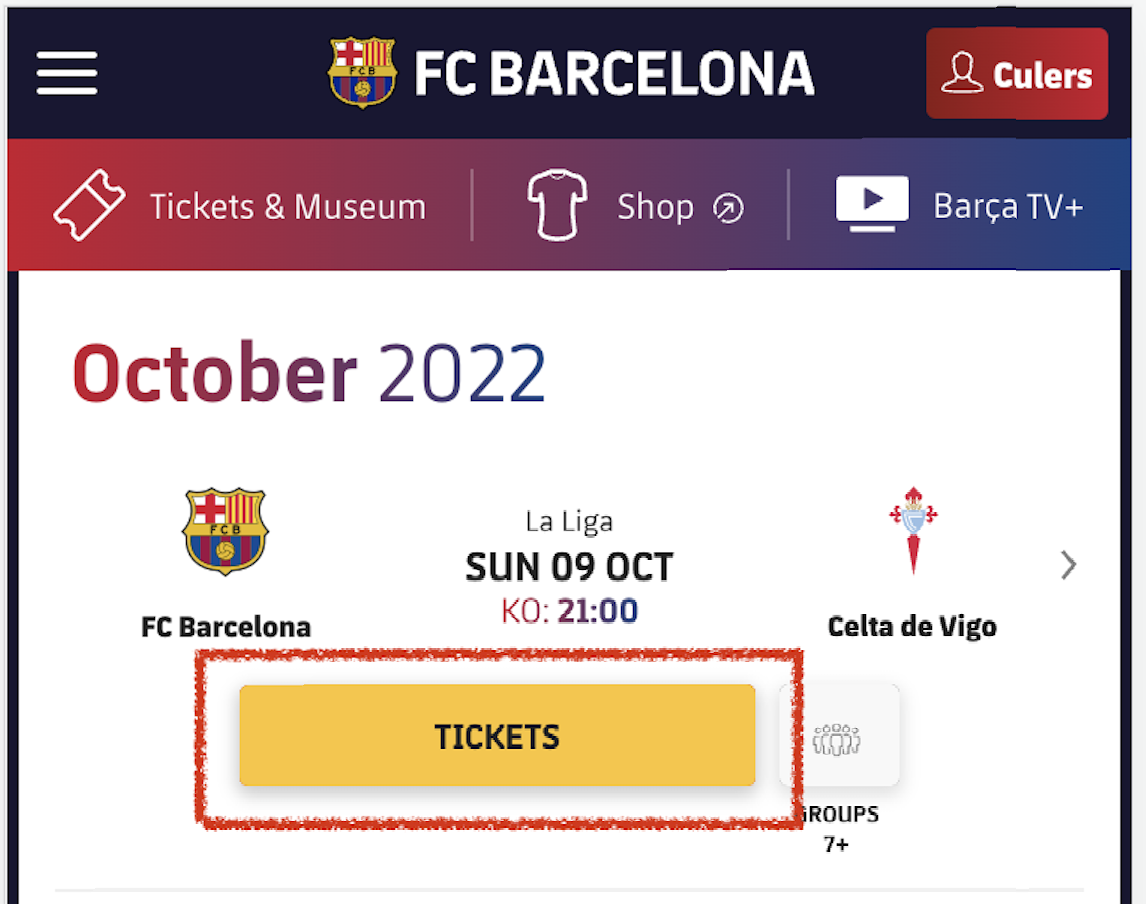 FC BARCELONA
Culers
Tickets & Museum
Shop
Barça TV+
October 2022
FCB
La Liga
SUN 09 OCT
KO: 21:00
FC Barcelona
Celta de Vigo
TICKETS
GROUPS
7+